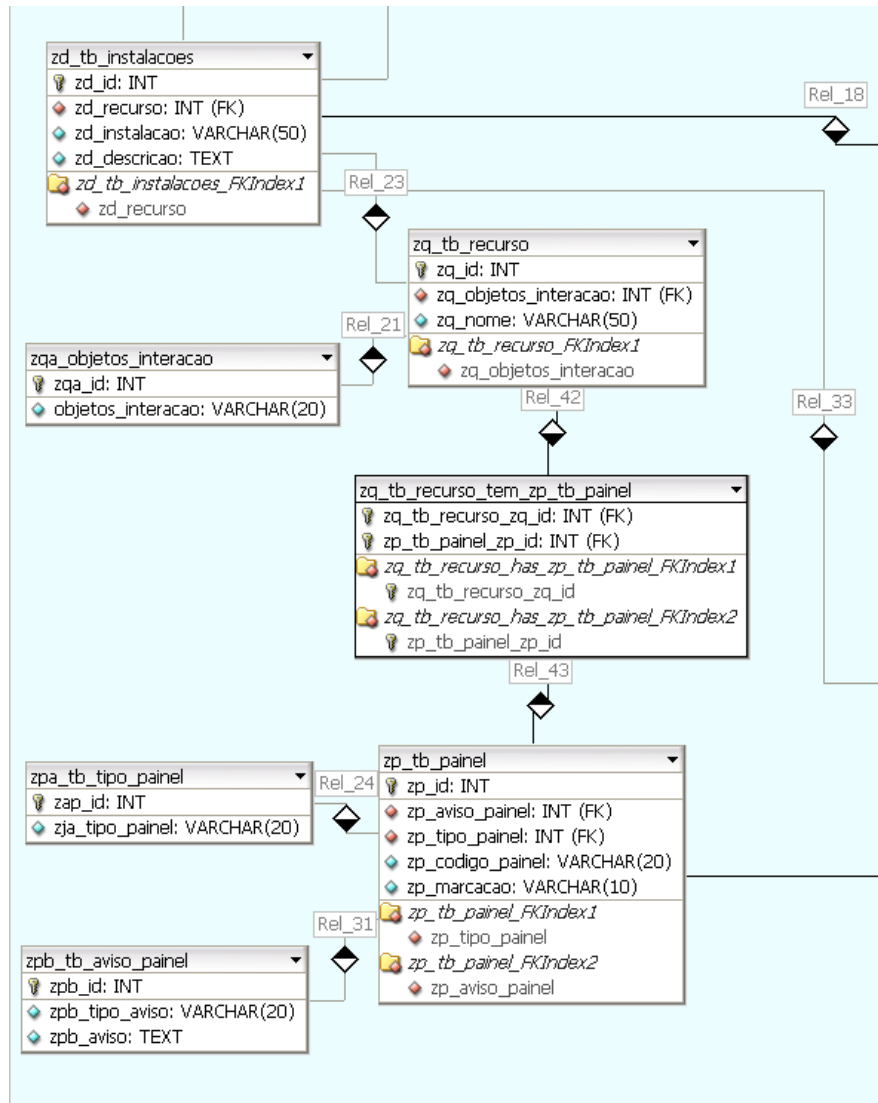 zd_tb_instalacoes
zd_id: INT
zd_recurso: INT (FK)
zd_instalacao: VARCHAR(50)
zd_descricao: TEXT
zd_tb_instalacoes_FKIndex1
zd_recurso
Rel_18
Rel_23
zq_tb_recurso
zq_id: INT
zq_objetos_interacao: INT (FK)
zq_nome: VARCHAR(50)
zq_tb_recurso_FKIndex1
zq_objetos_interacao
Rel_21
zqa_objetos_interacao
zqa_id: INT
objetos_interacao: VARCHAR(20)
Rel_42
Rel_33
zq_tb_recurso_tem_zp_tb_painel
zq_tb_recurso_zq_id: INT (FK)
zp_tb_painel_zp_id: INT (FK)
zq_tb_recurso_has_zp_tb_painel_FKIndex1
zq_tb_recurso_zq_id
zq_tb_recurso_has_zp_tb_painel_FKIndex2
zp_tb_painel_zp_id
Rel_43
zp_tb_painel
zp_id: INT
zp_aviso_painel: INT (FK)
zp_tipo_painel: INT (FK)
zp_codigo_painel: VARCHAR(20)
zp_marcacao: VARCHAR(10)
zp_tb_painel_FKIndex1
zp_tipo_painel
zp_tb_painel_FKIndex2
zp_aviso_painel
zpa_tb_tipo_painel
zap_id: INT
zja_tipo_painel: VARCHAR(20)
Rel_24
Rel_31
zpb_tb_aviso_painel
zpb_id: INT
zpb_tipo_aviso: VARCHAR(20)
zpb_aviso: TEXT